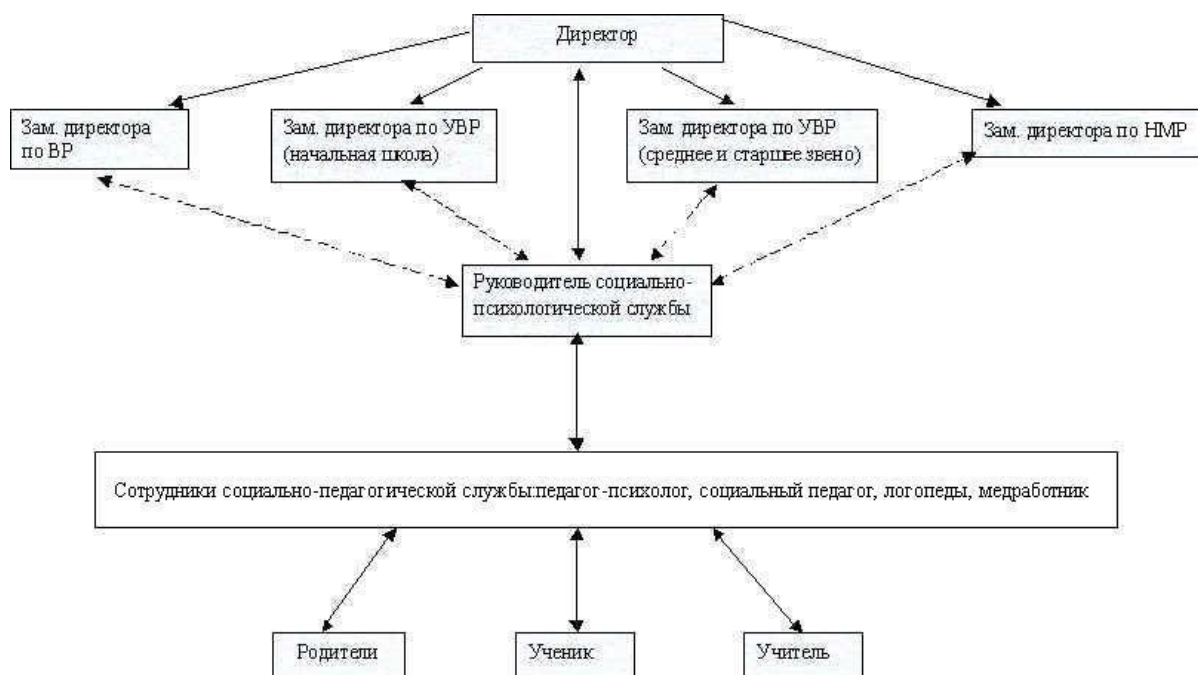 Директор
Зам. директора
по ВР
Зам. директора по УВР
(начальная школа)
Зам. директора по УВР
(среднее и старшее звено)
Зам. директора по НМР
Руководитель социально-
психологической службы
Сотрудники социально-педагогической службы:педагог-психолог, социальный педагог, логопеды, медработник
Родители
Ученик
Учитель